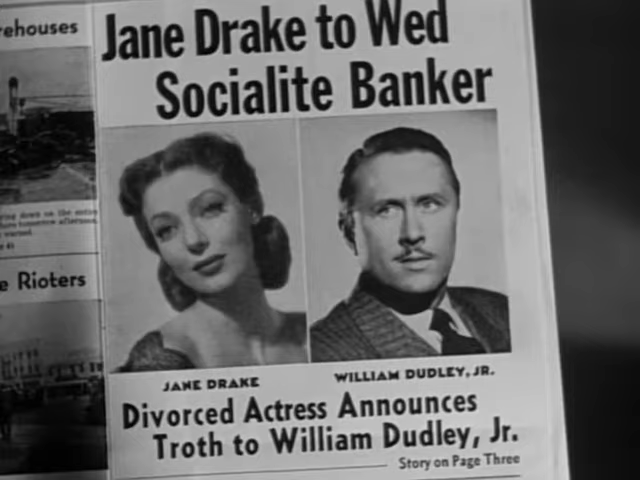 rehouses
Jane Drake to Wed
Socialite Banker
e Rioters
JANE DRAKE
WILLIAM DUDLEY, JR.
Divorced Actress Announces
Troth to William Dudley, Jr.
Story on Page Three